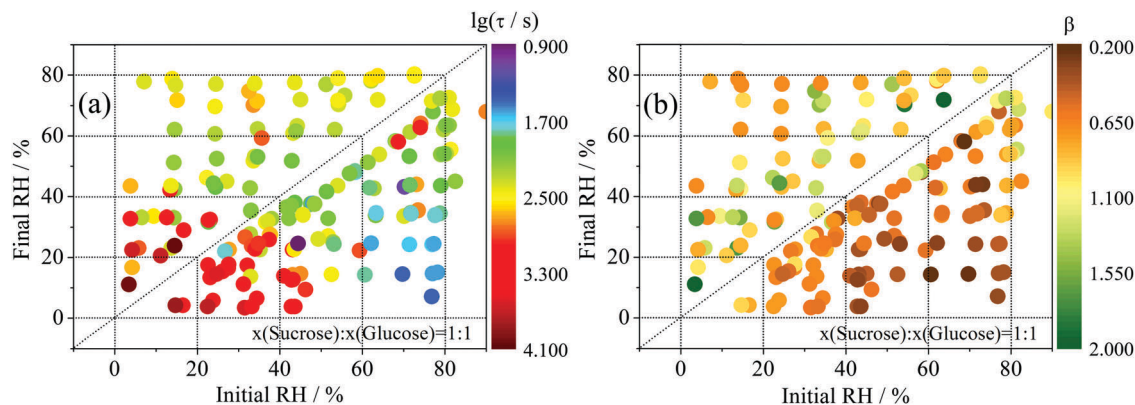 lg(τ / s)
(a)
Final RH / %
80
60
40
20
0
0 20 40 60 80
Initial RH / %
x(Sucrose):x(Glucose)=1:1
0.900
1.700
2.500
3.300
4.100
β
(b)
Final RH / %
80
60
40
20
0
0 20 40 60 80
Initial RH / %
x(Sucrose):x(Glucose)=1:1
0.200
0.650
1.100
1.550
2.000